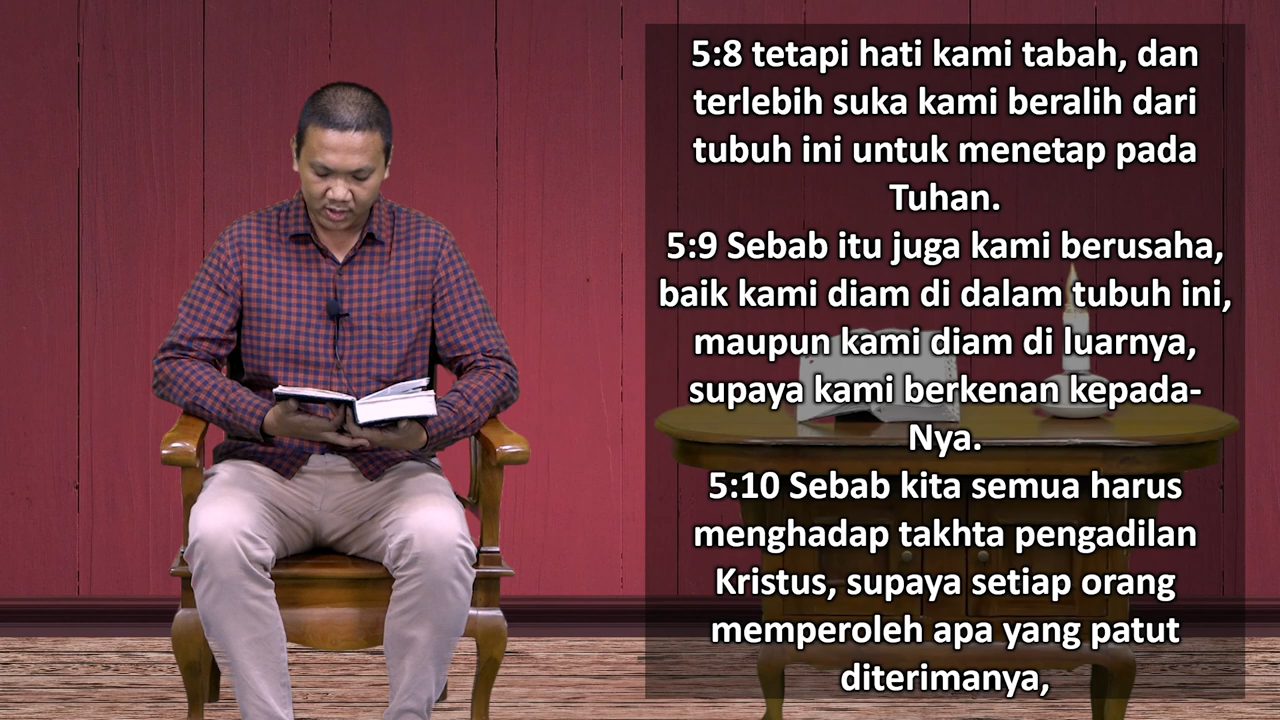 5:8 tetapi hati kami tabah, dan
terlebih suka kami beralih dari
tubuh ini untuk menetap pada
Tuhan.
5:9 Sebab itu juga kami berusaha,
baik kami diam di dalam tubuh ini,
maupun kami diam di luarnya,
supaya kami berkenan kepada-
Nya.
5:10 Sebab kita semua harus
menghadap takhta pengadilan
Kristus, supaya setiap orang
memperoleh apa yang patut
diterimanya,